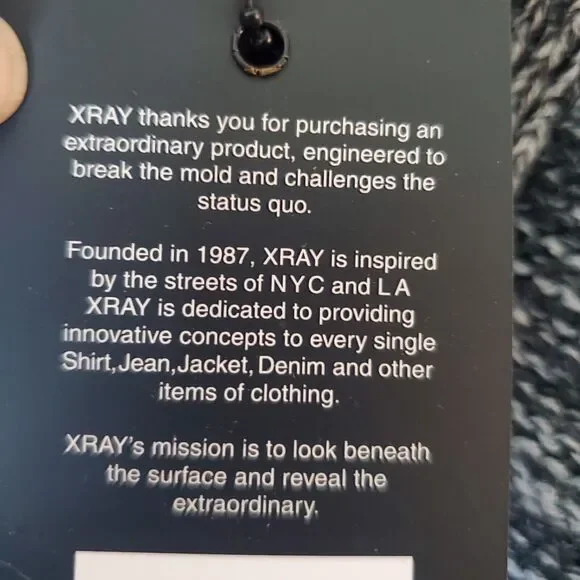 XRAY thanks you for purchasing an
extraordinary product, engineered to
break the mold and challenges the
status quo.
Founded in 1987, XRAY is inspired
by the streets of NYC and LA
XRAY is dedicated to providing
innovative concepts to every single
Shirt,Jean,Jacket, Denim and other
items of clothing.
XRAY's mission is to look beneath
the surface and reveal the
extraordinary.